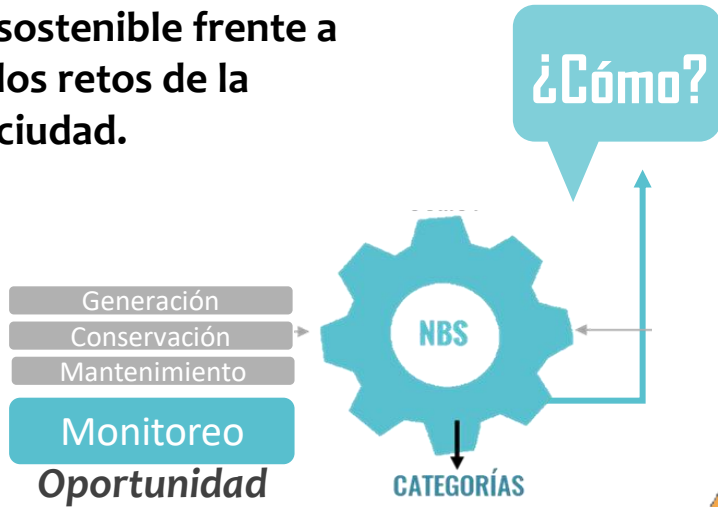 sostenible frente a
los retos de la
ciudad.
¿Cómo?
Generación
Conservación
Mantenimiento
Monitoreo
Oportunidad
NBS
CATEGORÍAS